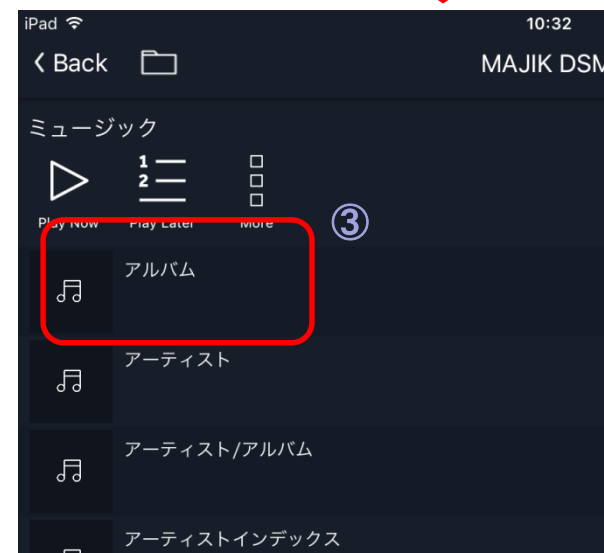 iPad 10:32
Back MAJIK DSM
ミュージック
1
2
Play Now Play Later More
③
アルバム
アーティスト
アーティスト/アルバム
アーティストインデックス